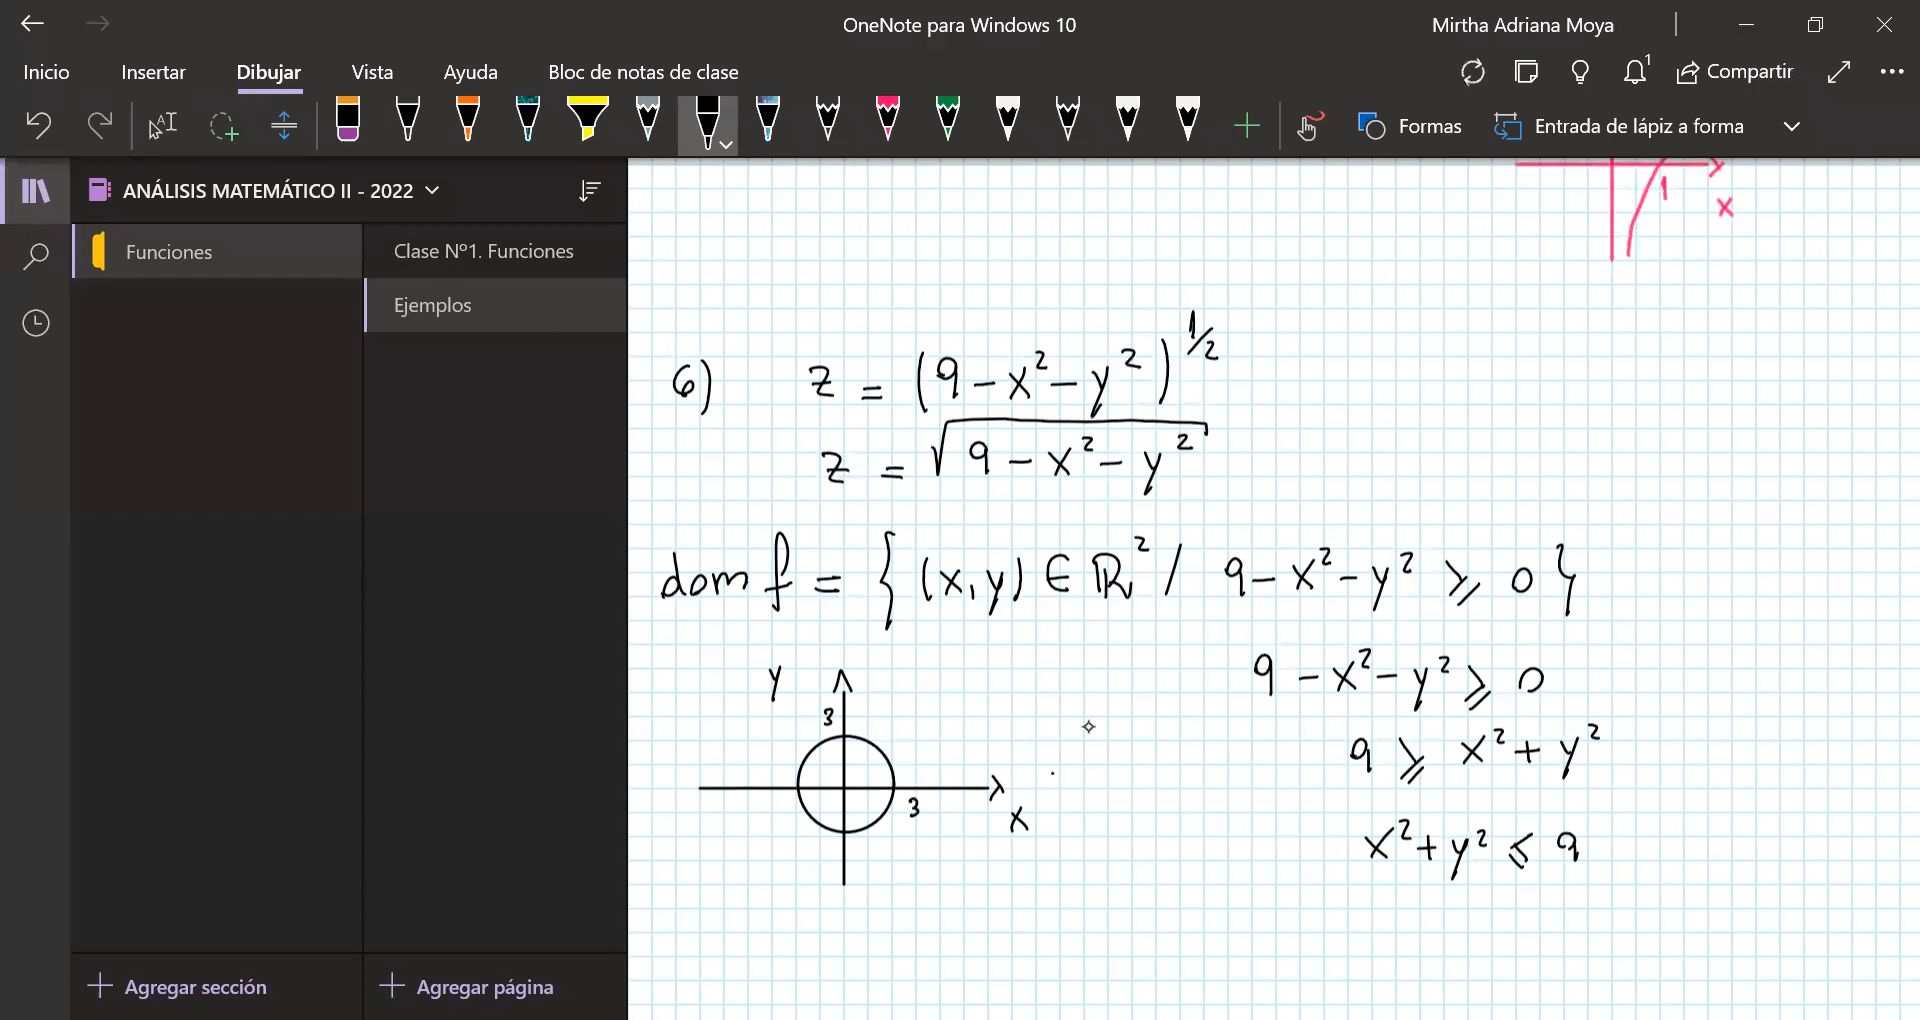 OneNote para Windows 10
Mirtha Adriana Moya
Inicio Insertar Dibujar Vista Ayuda Bloc de notas de clase
1 Compartir
Formas Entrada de lápiz a forma
ANÁLISIS MATEMÁTICO II - 2022
Funciones
Clase Nº1. Funciones
Ejemplos
1
x
6) z = (9 - x² - y²)^1/2
z = √9 - x² - y²
dom f = { (x,y) ∈ ℝ² / 9 - x² - y² ⩾ 0 }
9 - x² - y² ⩾ 0
9 ⩾ x² + y²
x² + y² ⩽ 9
y
3
3
x
Agregar sección
Agregar página